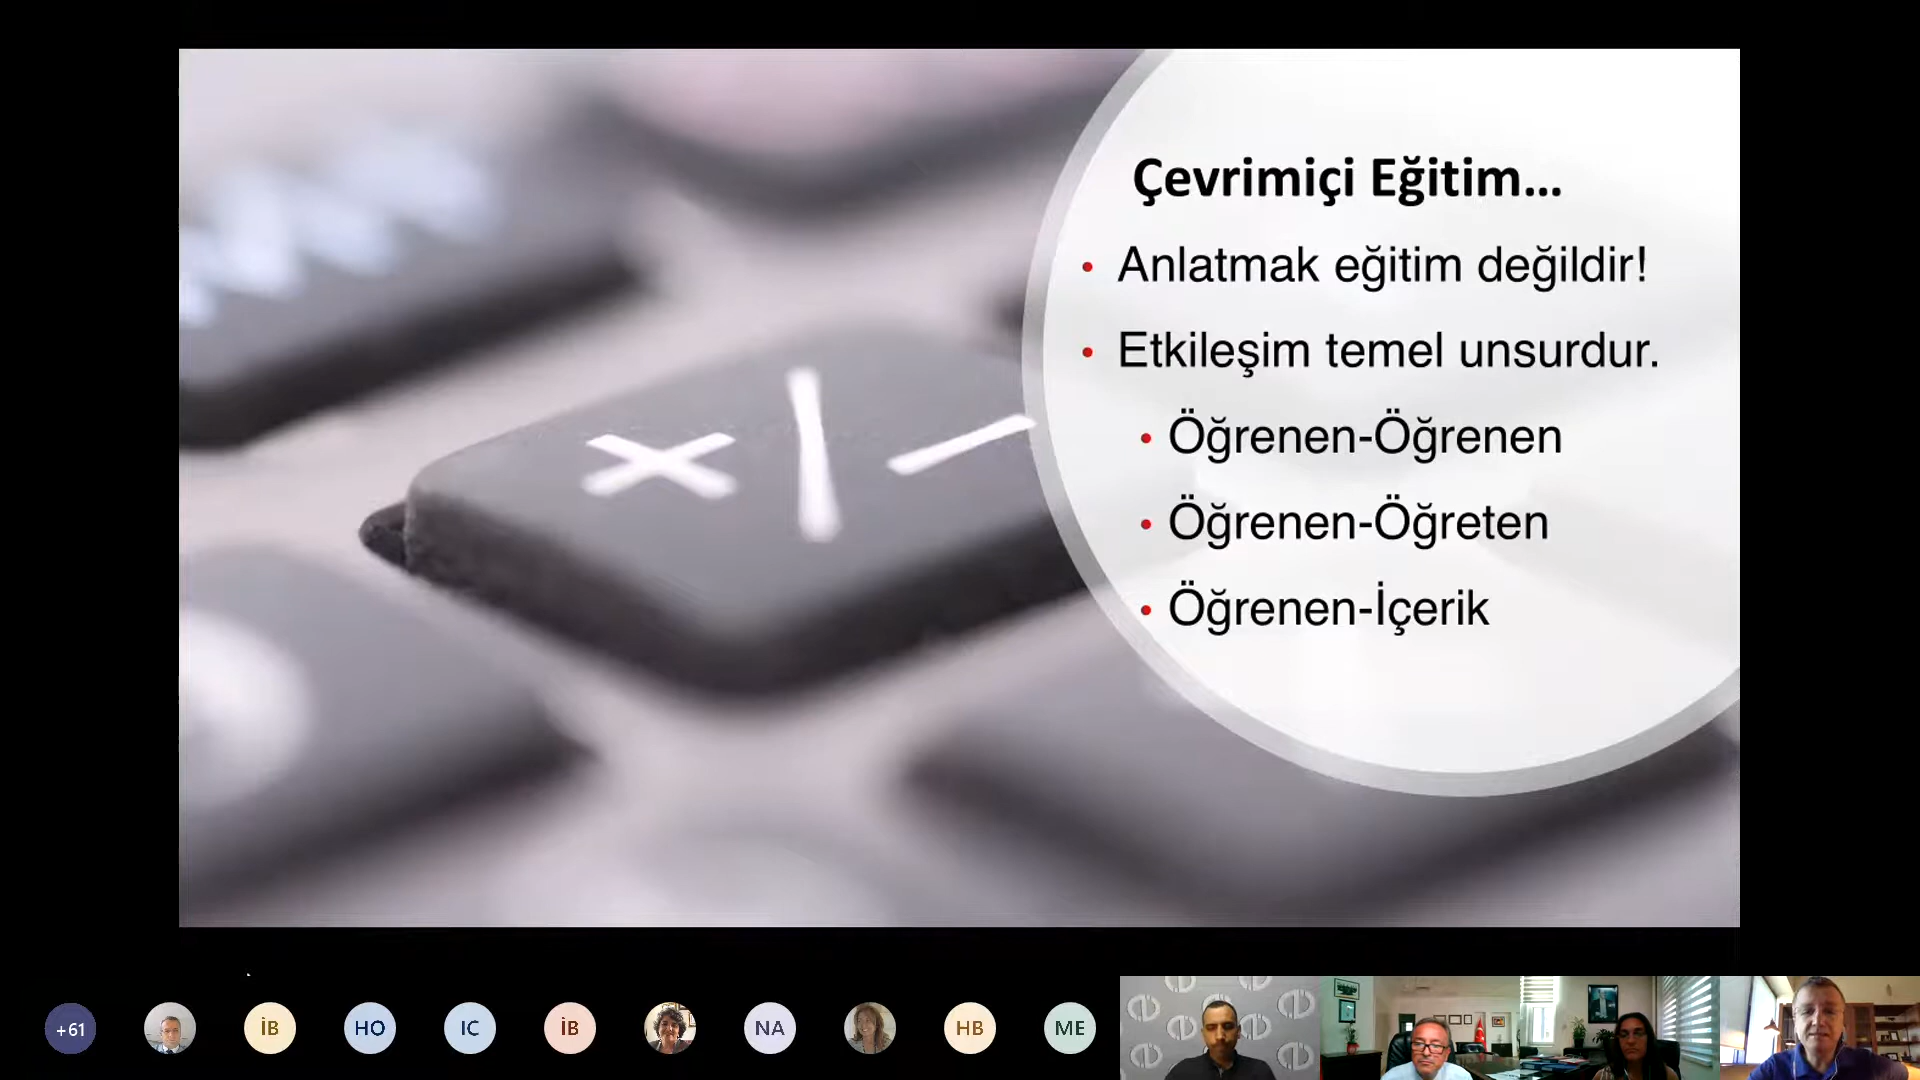 Çevrimiçi Eğitim...
• Anlatmak eğitim değildir!
• Etkileşim temel unsurdur.
• Öğrenen-Öğrenen
• Öğrenen-Öğreten
• Öğrenen-İçerik
+61
İB
HO
IC
İB
NA
HB
ME